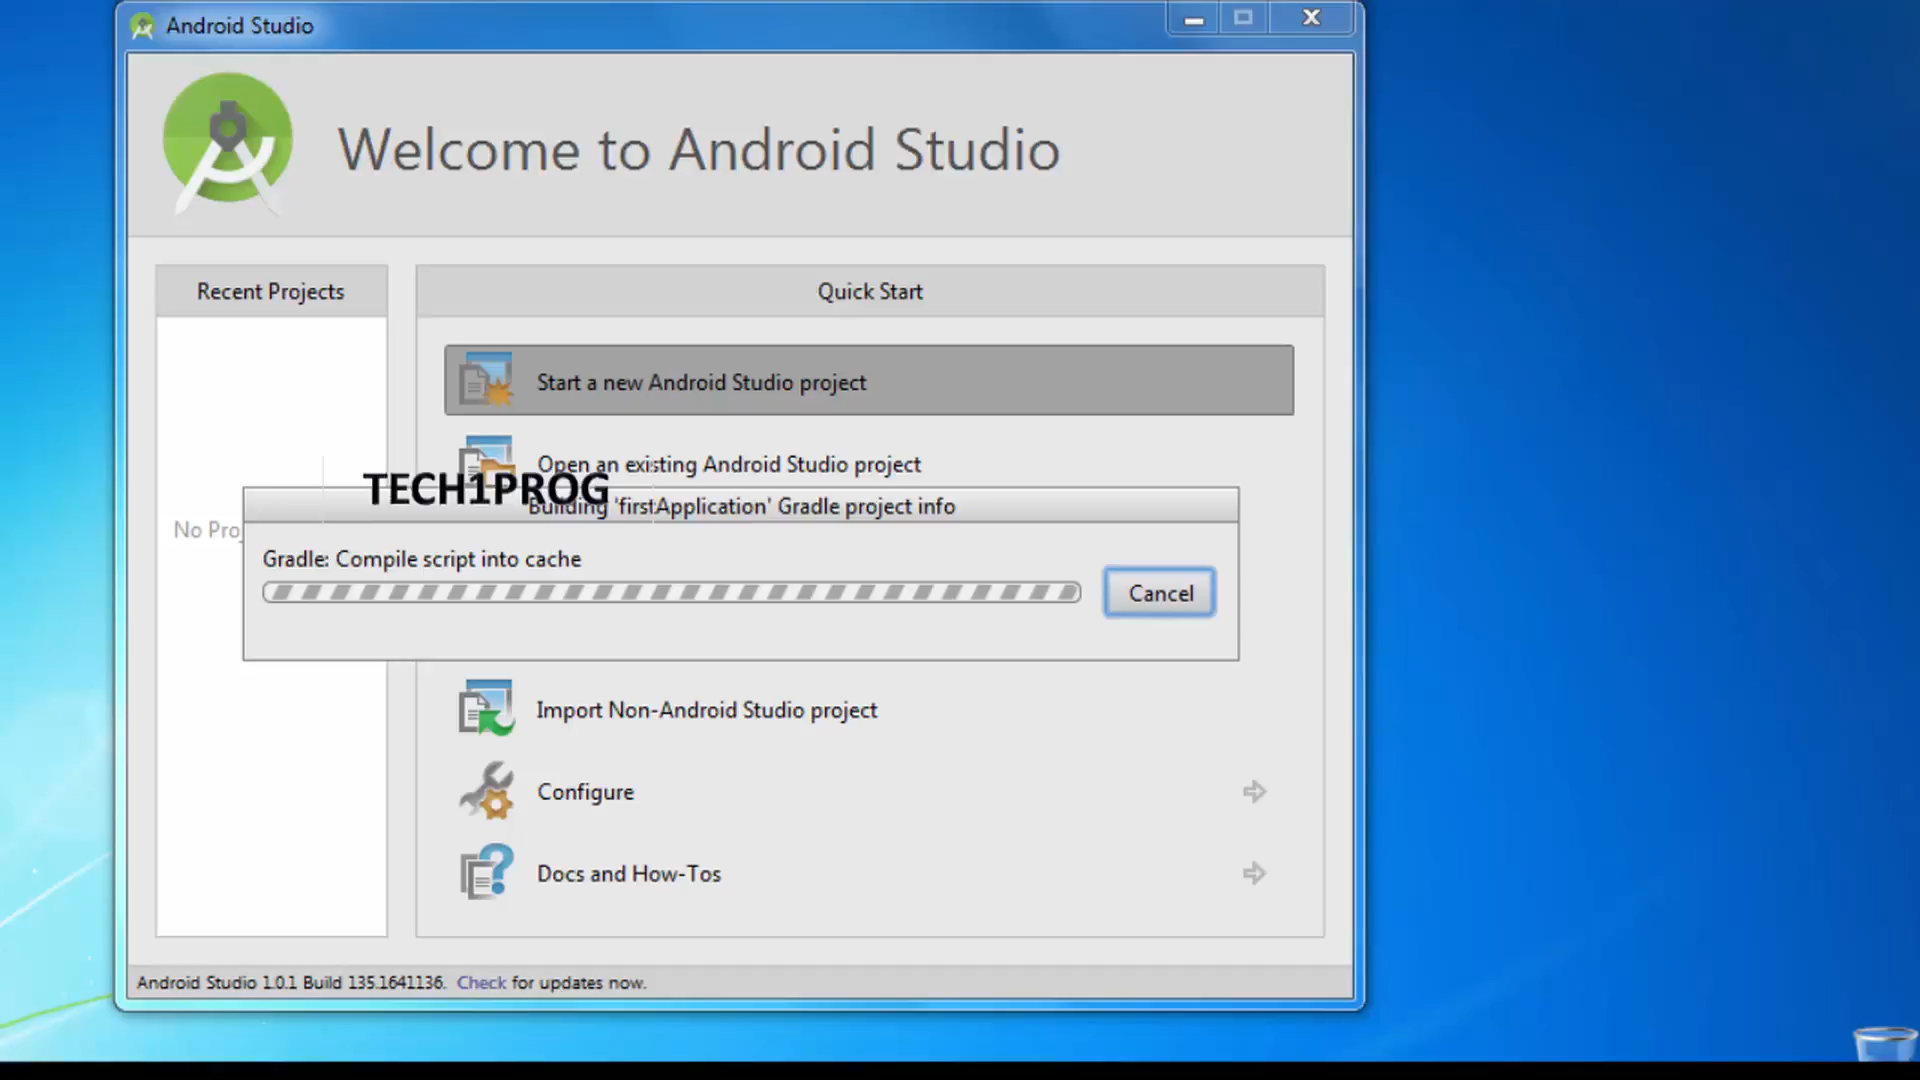 Android Studio
Welcome to Android Studio
Recent Projects
Quick Start
Start a new Android Studio project
Open an existing Android Studio project
TECH1PROG
Building 'firstApplication' Gradle project info
No Proj
Gradle: Compile script into cache
Cancel
Import Non-Android Studio project
Configure
Docs and How-Tos
Android Studio 1.0.1 Build 135.1641136. Check for updates now.